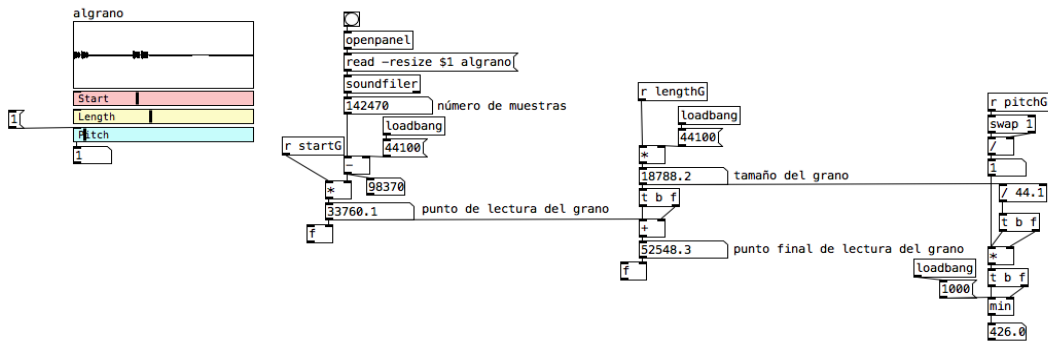 algrano
Start
Length
Pitch
1
1
openpanel
read -resize $1 algrano
soundfiler
142470
número de muestras
loadbang
44100
r startG
-
98370
*
33760.1
punto de lectura del grano
f
r lengthG
loadbang
44100
*
18788.2
tamaño del grano
t b f
+
52548.3
punto final de lectura del grano
f
r pitchG
swap 1
/
1
/ 44.1
t b f
*
t b f
loadbang
1000
min
426.0